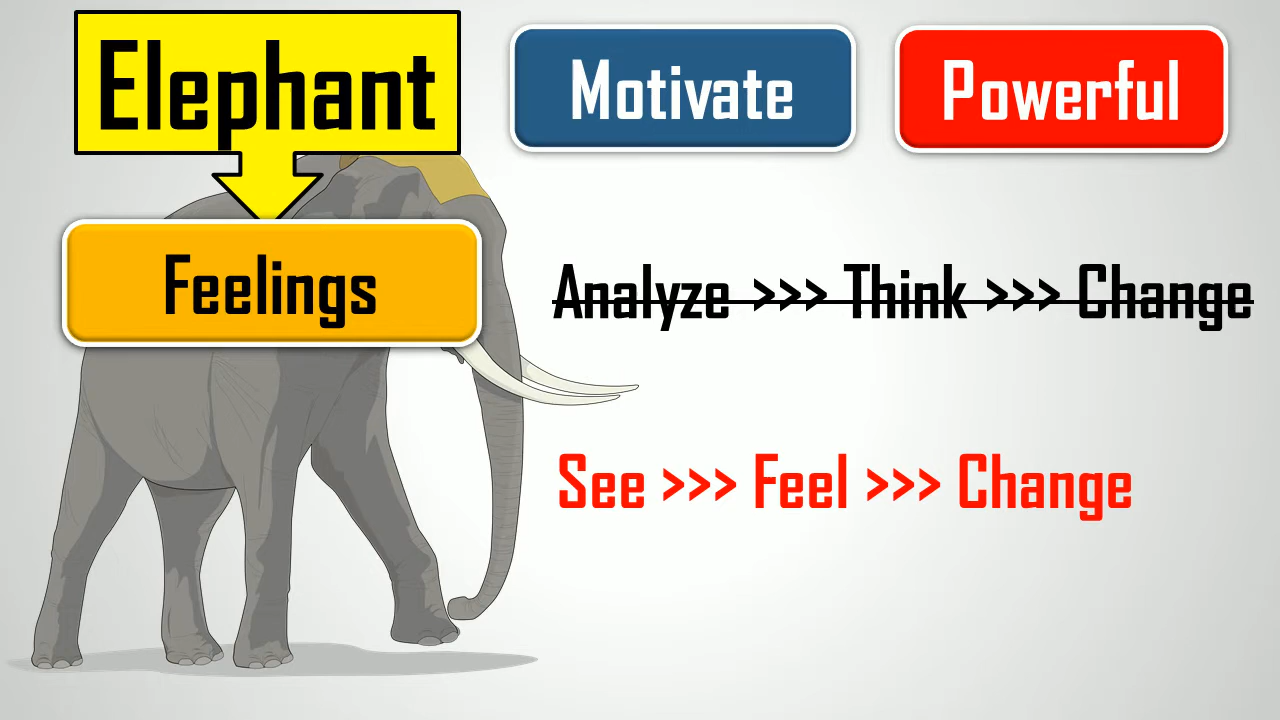 Elephant
Motivate
Powerful
Feelings
Analyze >>> Think >>> Change
See >>> Feel >>> Change